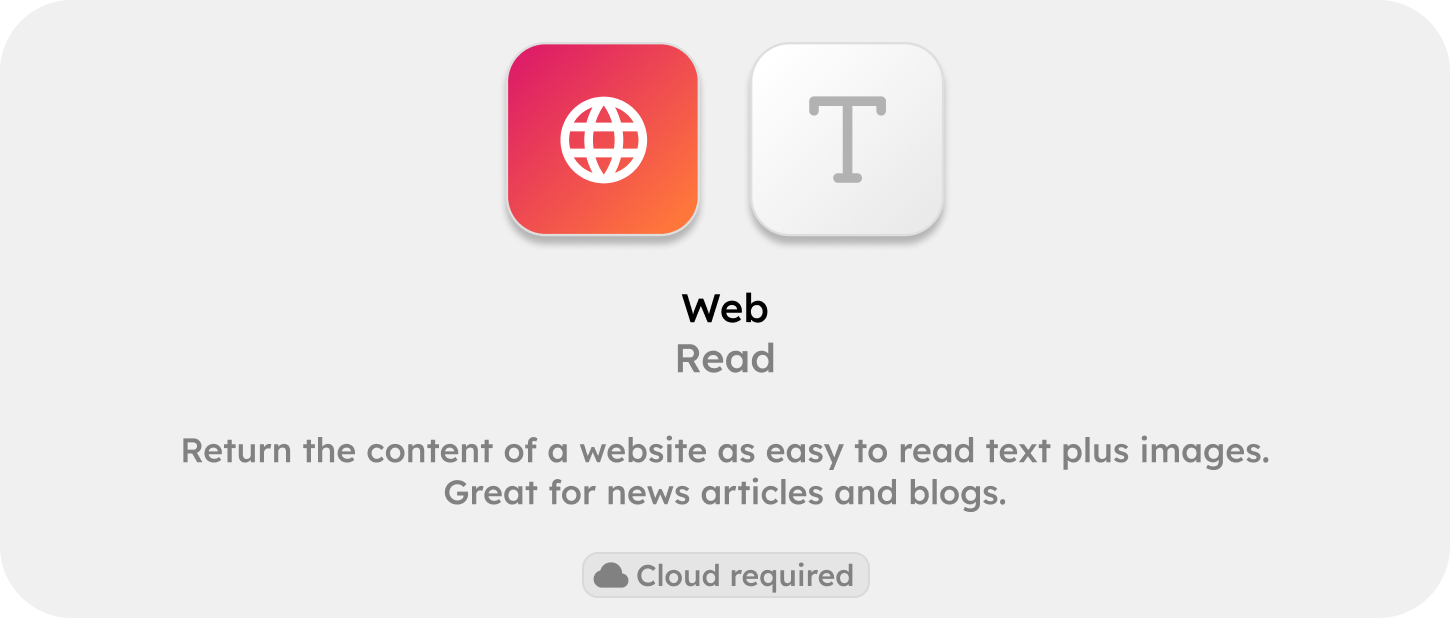 T
Web
Read
Return the content of a website as easy to read text plus images.
Great for news articles and blogs.
Cloud required